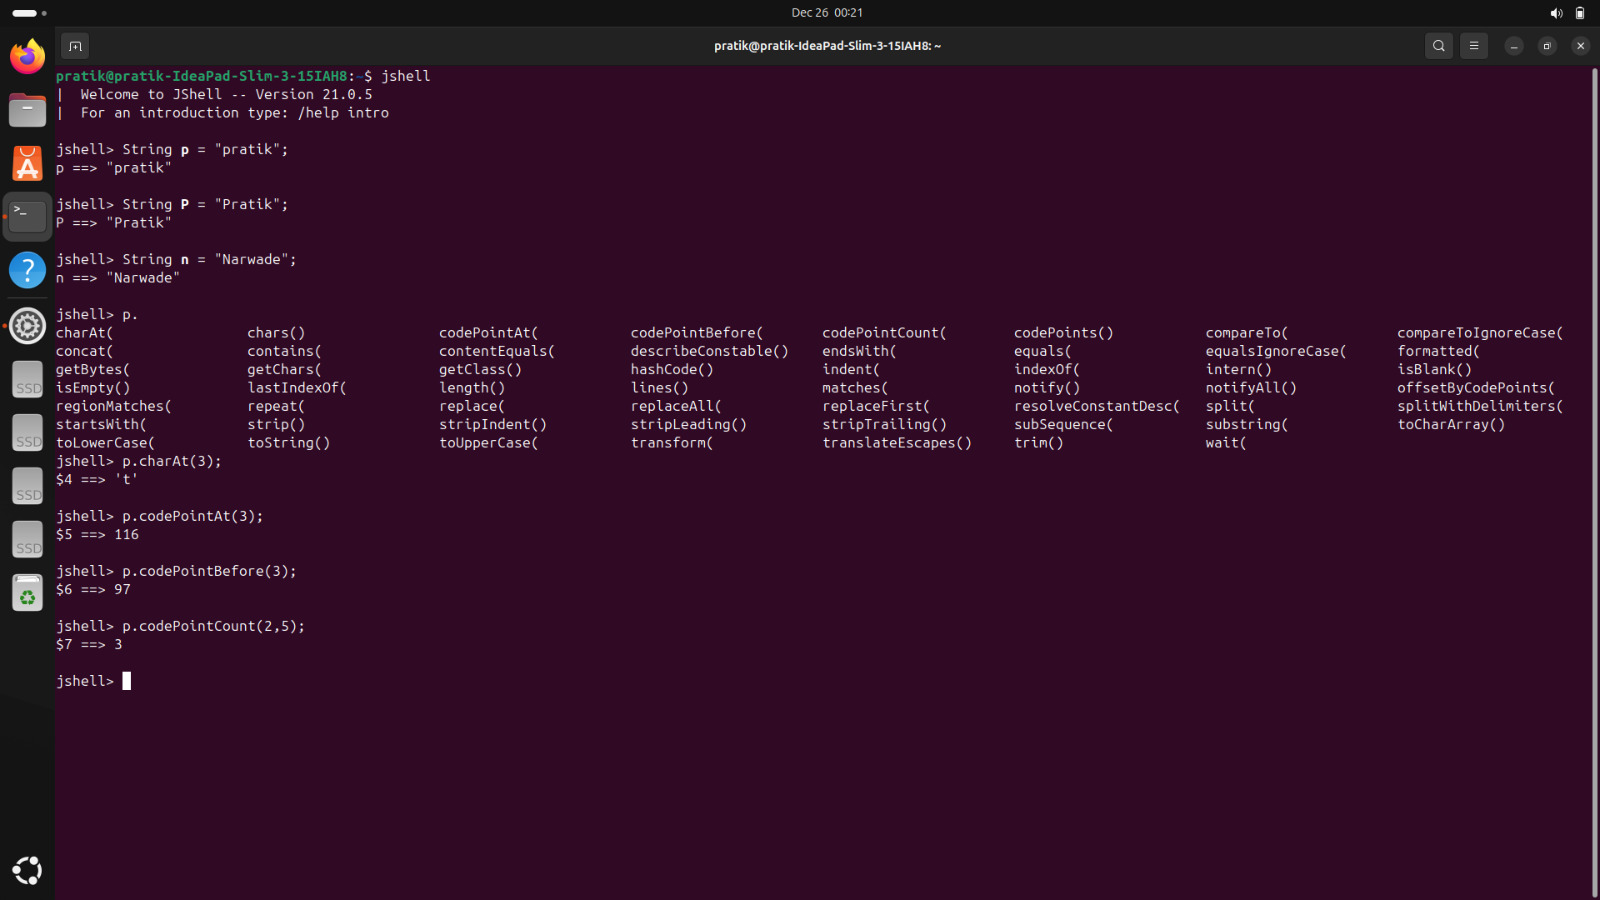 Dec 26 00:21
pratik@pratik-IdeaPad-Slim-3-15IAH8: ~
pratik@pratik-IdeaPad-Slim-3-15IAH8:~$ jshell
|  Welcome to JShell -- Version 21.0.5
|  For an introduction type: /help intro
jshell> String p = "pratik";
p ==> "pratik"
jshell> String P = "Pratik";
P ==> "Pratik"
jshell> String n = "Narwade";
n ==> "Narwade"
jshell> p.
charAt( chars() codePointAt( codePointBefore( codePointCount( codePoints() compareTo( compareToIgnoreCase(
concat( contains( contentEquals( describeConstable() endsWith( equals( equalsIgnoreCase( formatted(
getBytes( getChars( getClass() hashCode() indent( indexOf( intern() isBlank()
isEmpty() lastIndexOf( length() lines() matches( notify() notifyAll() offsetByCodePoints(
regionMatches( repeat( replace( replaceAll( replaceFirst( resolveConstantDesc( split( splitWithDelimiters(
startsWith( strip() stripIndent() stripLeading() stripTrailing() subSequence( substring( toCharArray()
toLowerCase( toString() toUpperCase( transform( translateEscapes() trim() wait(
jshell> p.charAt(3);
$4 ==> 't'
jshell> p.codePointAt(3);
$5 ==> 116
jshell> p.codePointBefore(3);
$6 ==> 97
jshell> p.codePointCount(2,5);
$7 ==> 3
jshell>
>_
?
SSD
SSD
SSD
SSD